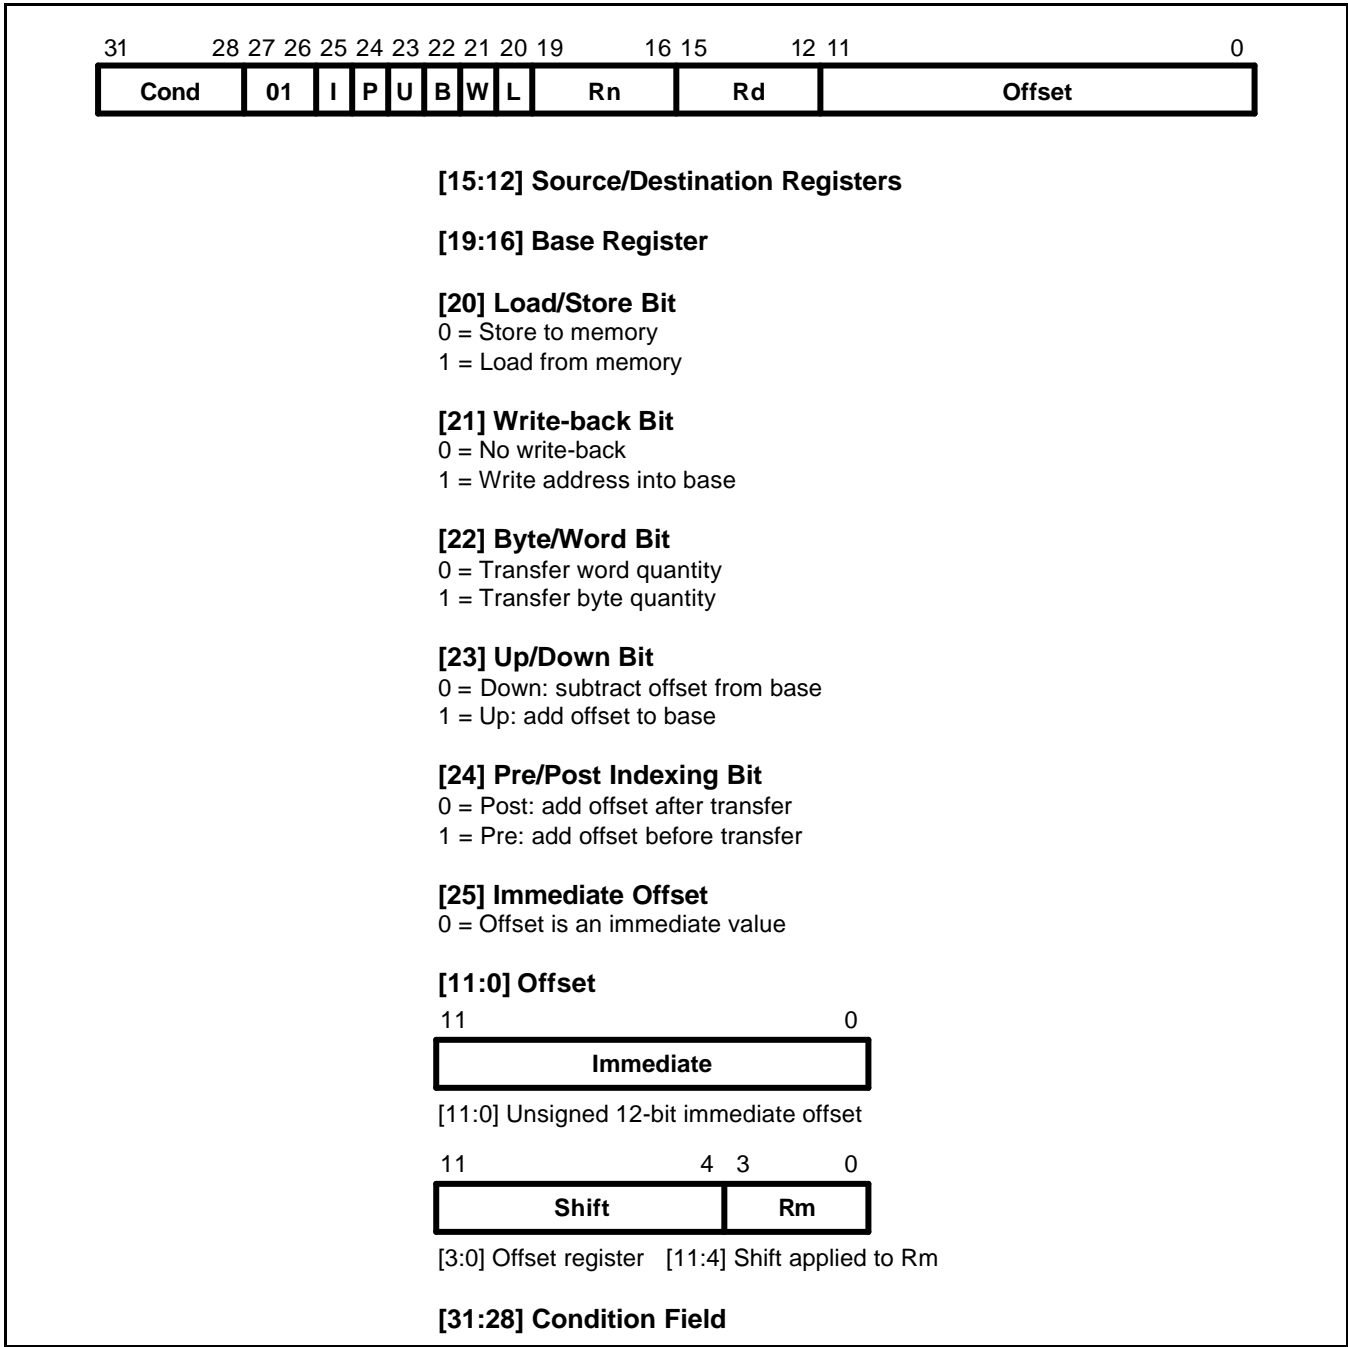 31 28 27 26 25 24 23 22 21 20 19 16 15 12 11 0
Cond 01 I P U B W L Rn Rd Offset
[15:12] Source/Destination Registers
[19:16] Base Register
[20] Load/Store Bit
0 = Store to memory
1 = Load from memory
[21] Write-back Bit
0 = No write-back
1 = Write address into base
[22] Byte/Word Bit
0 = Transfer word quantity
1 = Transfer byte quantity
[23] Up/Down Bit
0 = Down: subtract offset from base
1 = Up: add offset to base
[24] Pre/Post Indexing Bit
0 = Post: add offset after transfer
1 = Pre: add offset before transfer
[25] Immediate Offset
0 = Offset is an immediate value
[11:0] Offset
11 0
Immediate
[11:0] Unsigned 12-bit immediate offset
11 4 3 0
Shift Rm
[3:0] Offset register [11:4] Shift applied to Rm
[31:28] Condition Field